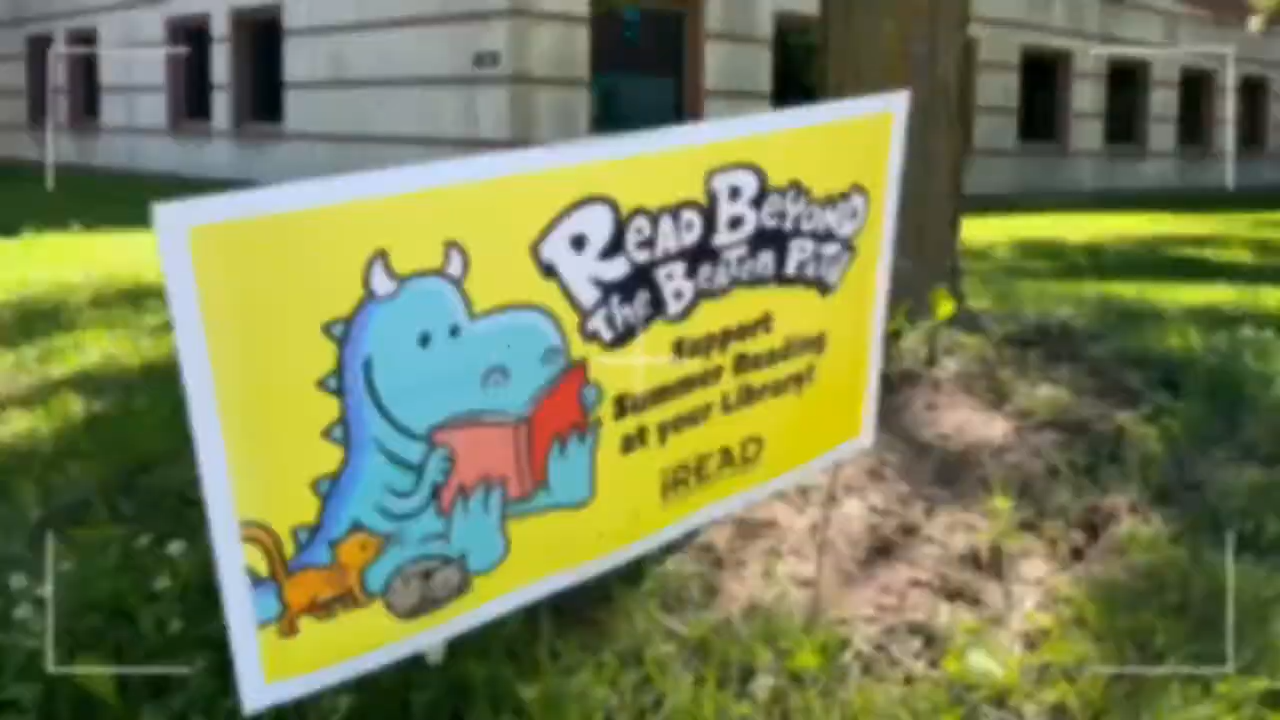 READ BEYOND
The BEATEN PATH
Support
Summer Reading
at your Library!
iREAD